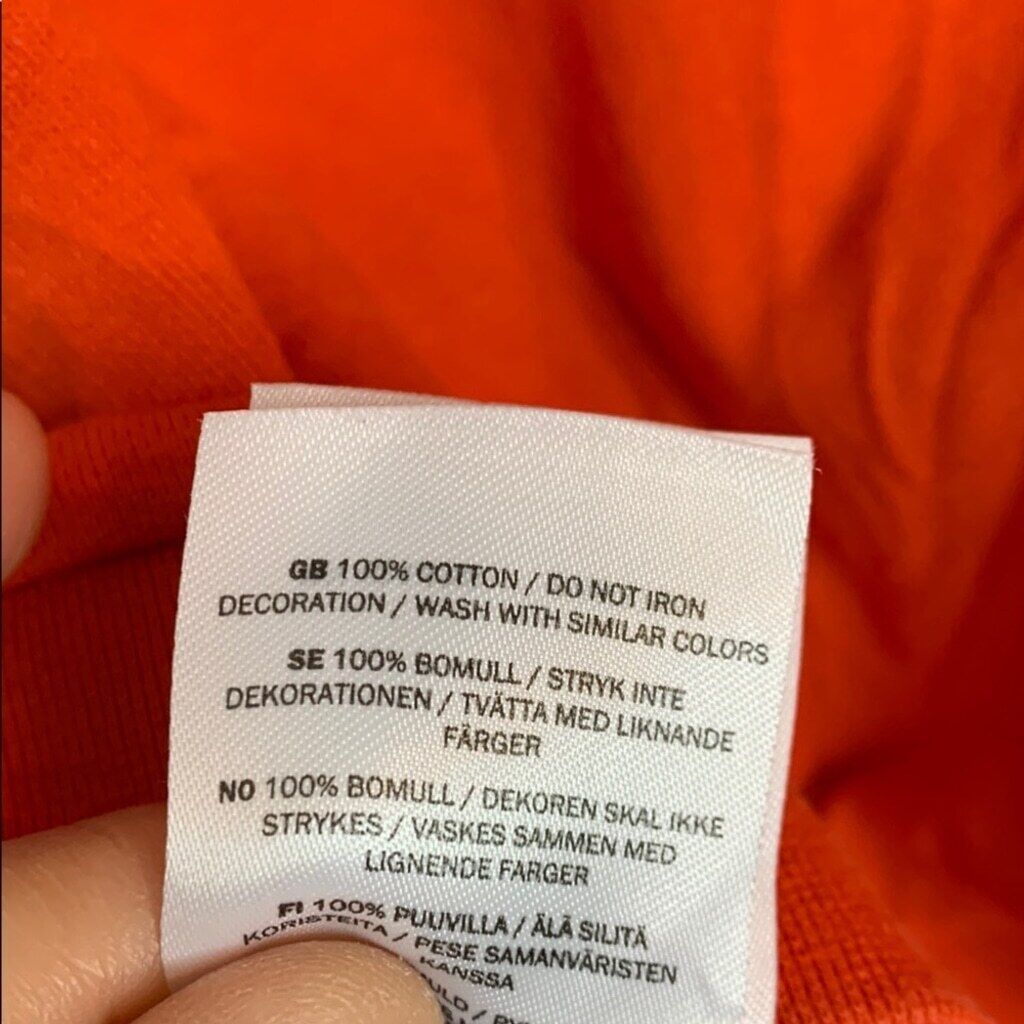 GB 100% COTTON / DO NOT IRON
DECORATION / WASH WITH SIMILAR COLORS
SE 100% BOMULL / STRYK INTE
DEKORATIONEN / TVÄTTA MED LIKNANDE
FÄRGER
NO 100% BOMULL / DEKOREN SKAL IKKE
STRYKES / VASKES SAMMEN MED
LIGNENDE FARGER
FI 100% PUUVILLA / ÄLÄ SILITÄ
KORISTEITA / PESE SAMANVÄRISTEN
KANSSA